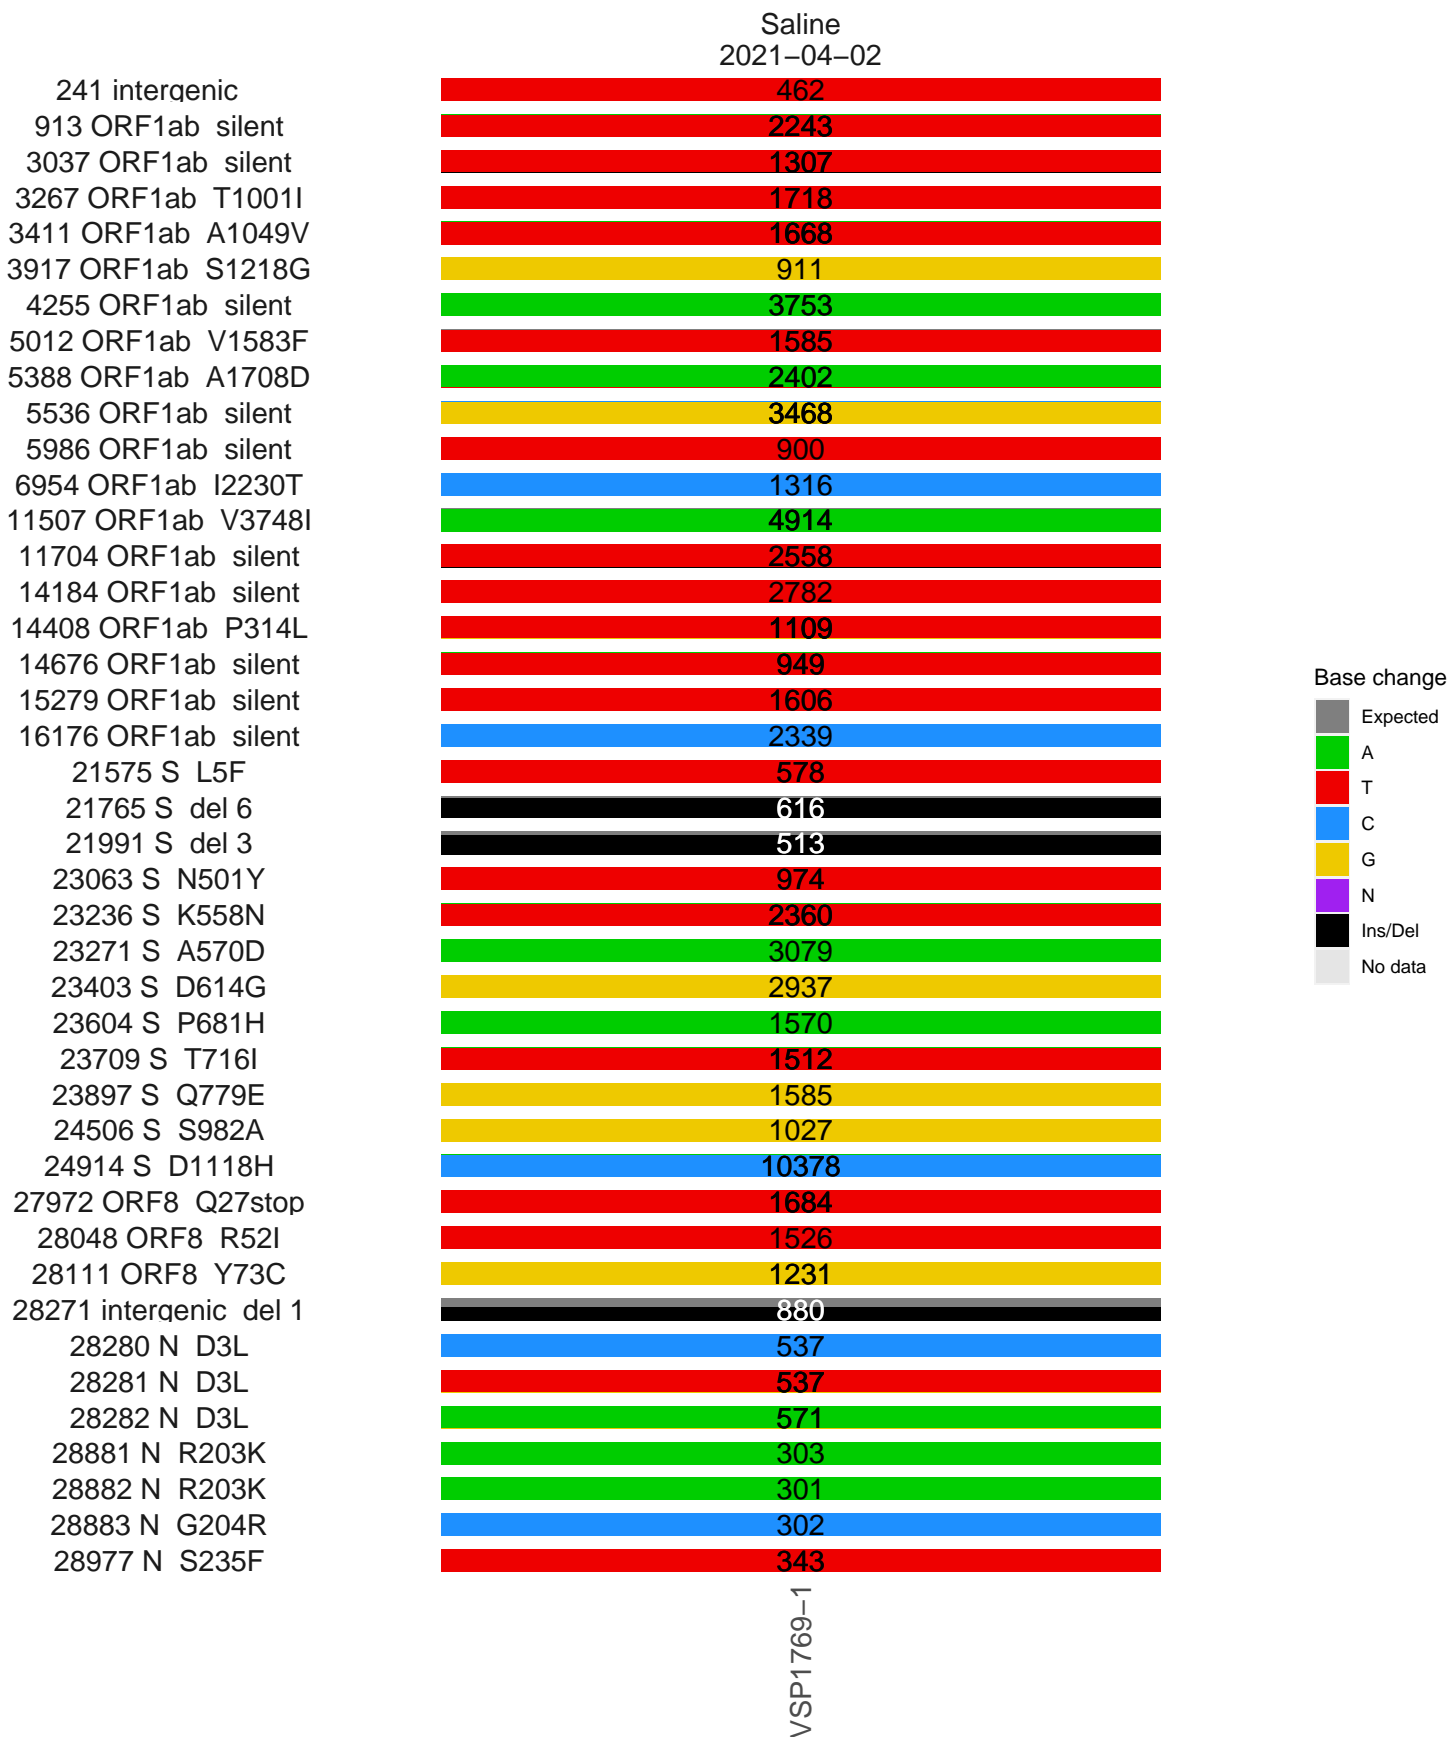 Saline
2021−04−02
241 intergenic 462
913 ORF1ab silent 2243
3037 ORF1ab silent 1307
3267 ORF1ab T1001I 1718
3411 ORF1ab A1049V 1668
3917 ORF1ab S1218G 911
4255 ORF1ab silent 3753
5012 ORF1ab V1583F 1585
5388 ORF1ab A1708D 2402
5536 ORF1ab silent 3468
5986 ORF1ab silent 900
6954 ORF1ab I2230T 1316
11507 ORF1ab V3748I 4914
11704 ORF1ab silent 2558
14184 ORF1ab silent 2782
14408 ORF1ab P314L 1109
14676 ORF1ab silent 949
15279 ORF1ab silent 1606
16176 ORF1ab silent 2339
21575 S L5F 578
21765 S del 6 616
21991 S del 3 513
23063 S N501Y 974
23236 S K558N 2360
23271 S A570D 3079
23403 S D614G 2937
23604 S P681H 1570
23709 S T716I 1512
23897 S Q779E 1585
24506 S S982A 1027
24914 S D1118H 10378
27972 ORF8 Q27stop 1684
28048 ORF8 R52I 1526
28111 ORF8 Y73C 1231
28271 intergenic del 1 880
28280 N D3L 537
28281 N D3L 537
28282 N D3L 571
28881 N R203K 303
28882 N R203K 301
28883 N G204R 302
28977 N S235F 343
VSP1769−1
Base change
Expected
A
T
C
G
N
Ins/Del
No data